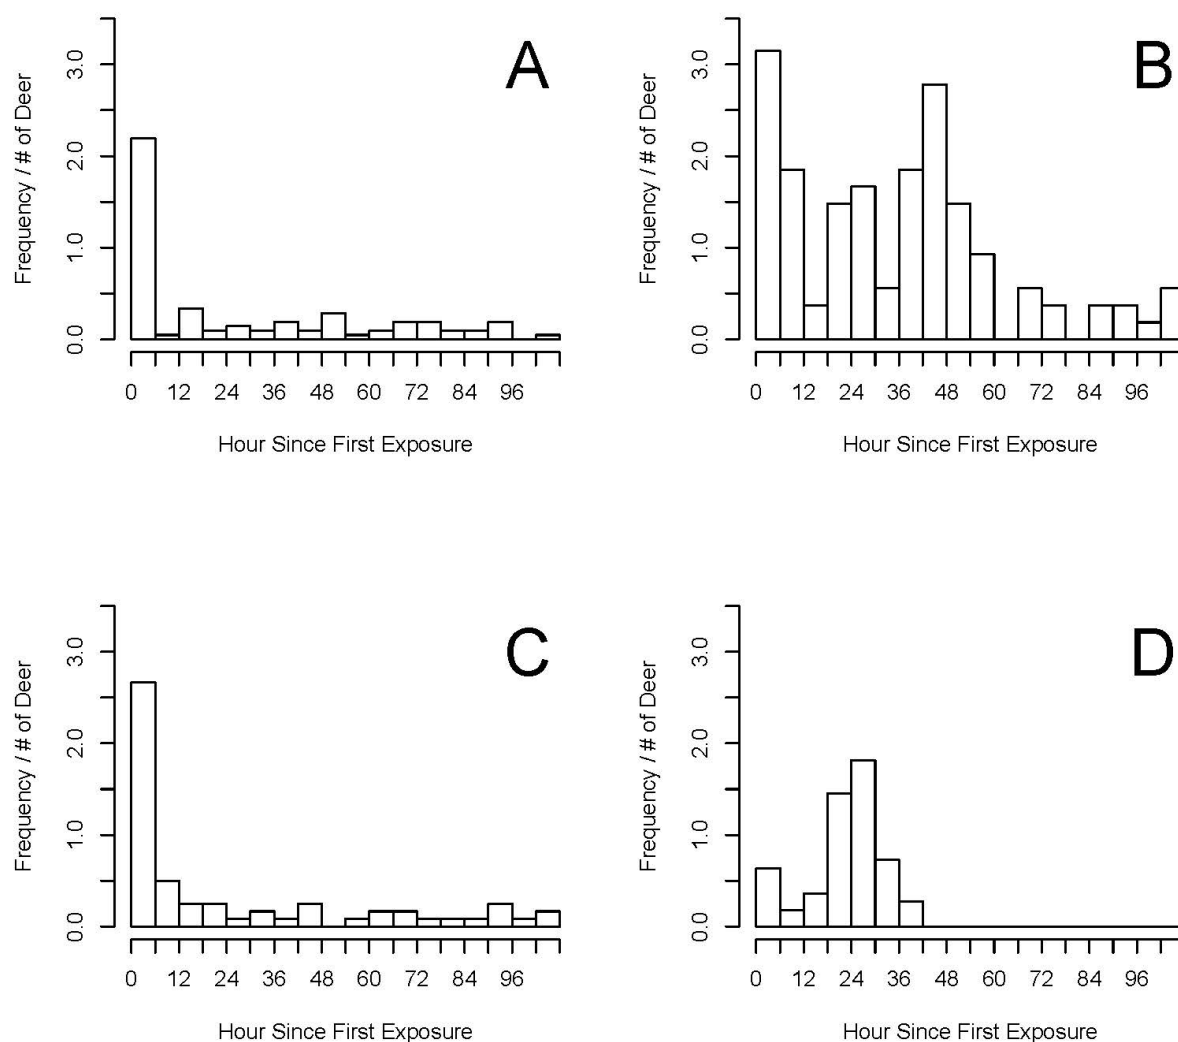 A
3.0
2.0
1.0
0.0
Frequency / # of Deer
0 12 24 36 48 60 72 84 96
Hour Since First Exposure
B
3.0
2.0
1.0
0.0
Frequency / # of Deer
0 12 24 36 48 60 72 84 96
Hour Since First Exposure
C
3.0
2.0
1.0
0.0
Frequency / # of Deer
0 12 24 36 48 60 72 84 96
Hour Since First Exposure
D
3.0
2.0
1.0
0.0
Frequency / # of Deer
0 12 24 36 48 60 72 84 96
Hour Since First Exposure